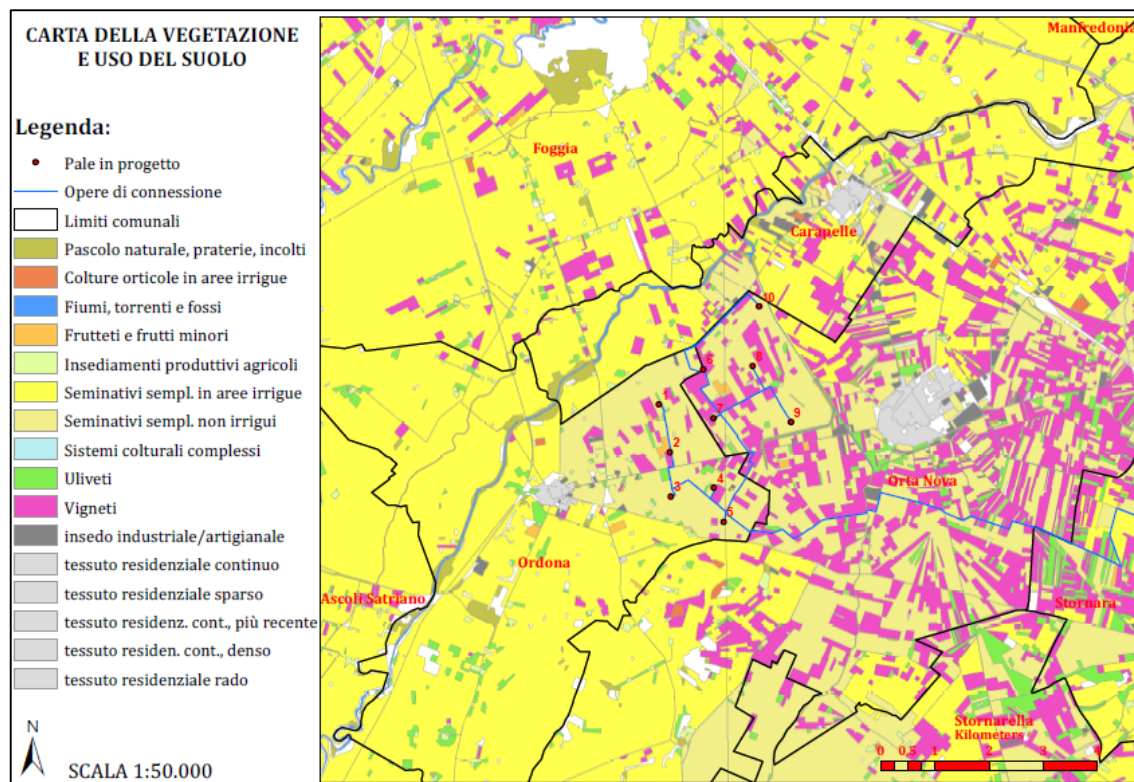 CARTA DELLA VEGETAZIONE
E USO DEL SUOLO
Legenda:
Pale in progetto
Opere di connessione
Limiti comunali
Pascolo naturale, praterie, incolti
Colture orticole in aree irrigue
Fiumi, torrenti e fossi
Frutteti e frutti minori
Insediamenti produttivi agricoli
Seminativi sempl. in aree irrigue
Seminativi sempl. non irrigui
Sistemi colturali complessi
Uliveti
Vigneti
insedo industriale/artigianale
tessuto residenziale continuo
tessuto residenziale sparso
tessuto residenz. cont., più recente
tessuto residen. cont., denso
tessuto residenziale rado
N
SCALA 1:50.000
Manfredonia
Foggia
Carapelle
10
6
8
1
7
9
2
4
3
5
Orta Nova
Ordona
Ascoli Satriano
Stornara
Stornarella
Kilometers
0 0,5 1 2 3 4